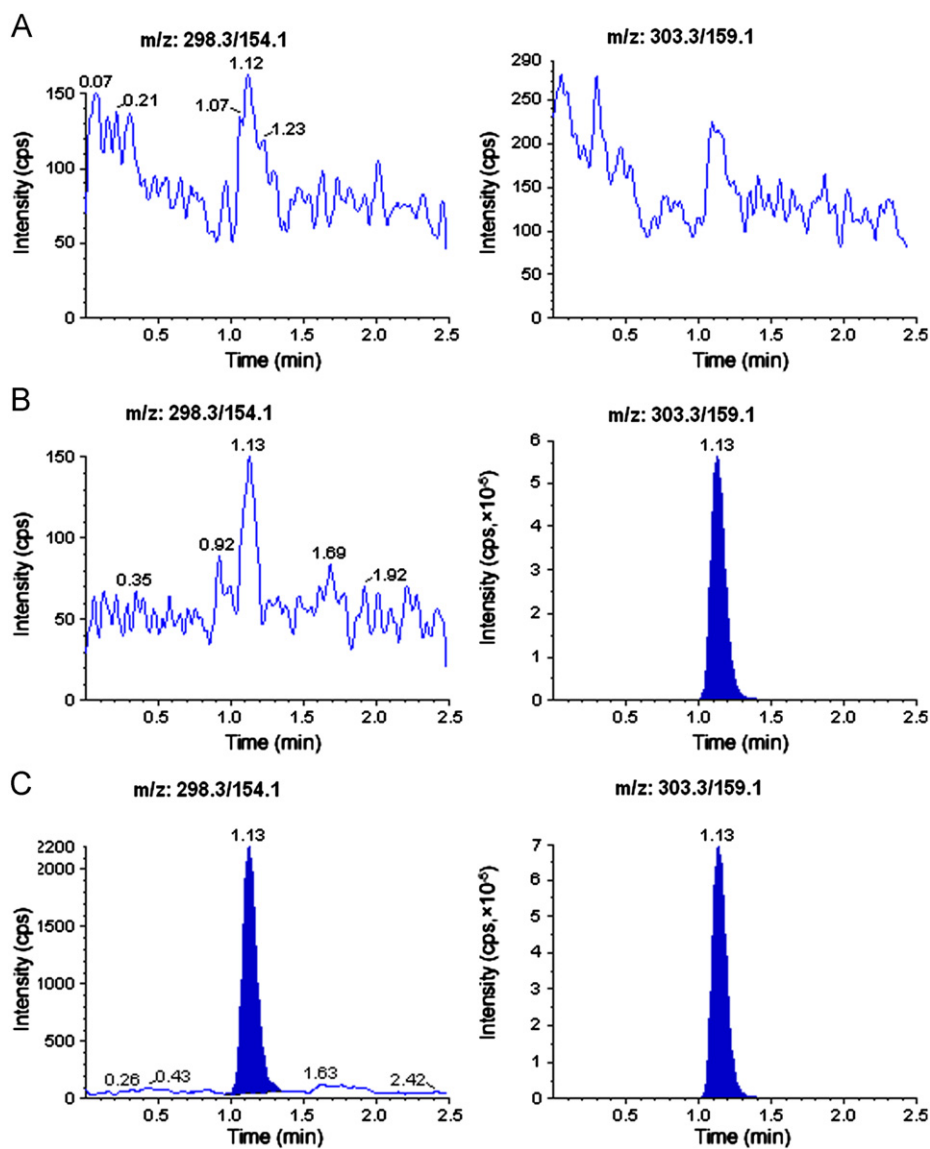 A
m/z: 298.3/154.1
1.12
0.07
0.21
1.07
1.23
150
100
50
0
Intensity (cps)
0.5 1.0 1.5 2.0 2.5
Time (min)
m/z: 303.3/159.1
290
250
200
150
100
50
0
Intensity (cps)
0.5 1.0 1.5 2.0 2.5
Time (min)
B
m/z: 298.3/154.1
1.13
0.92
0.35
1.69
1.92
150
100
50
0
Intensity (cps)
0.5 1.0 1.5 2.0 2.5
Time (min)
m/z: 303.3/159.1
1.13
6
5
4
3
2
1
0
Intensity (cps,×10⁻⁵)
0.5 1.0 1.5 2.0 2.5
Time (min)
C
m/z: 298.3/154.1
1.13
0.26
0.43
1.63
2.42
2200
2000
1500
1000
500
0
Intensity (cps)
0.5 1.0 1.5 2.0 2.5
Time (min)
m/z: 303.3/159.1
1.13
7
6
5
4
3
2
1
0
Intensity (cps,×10⁻⁵)
0.5 1.0 1.5 2.0 2.5
Time (min)